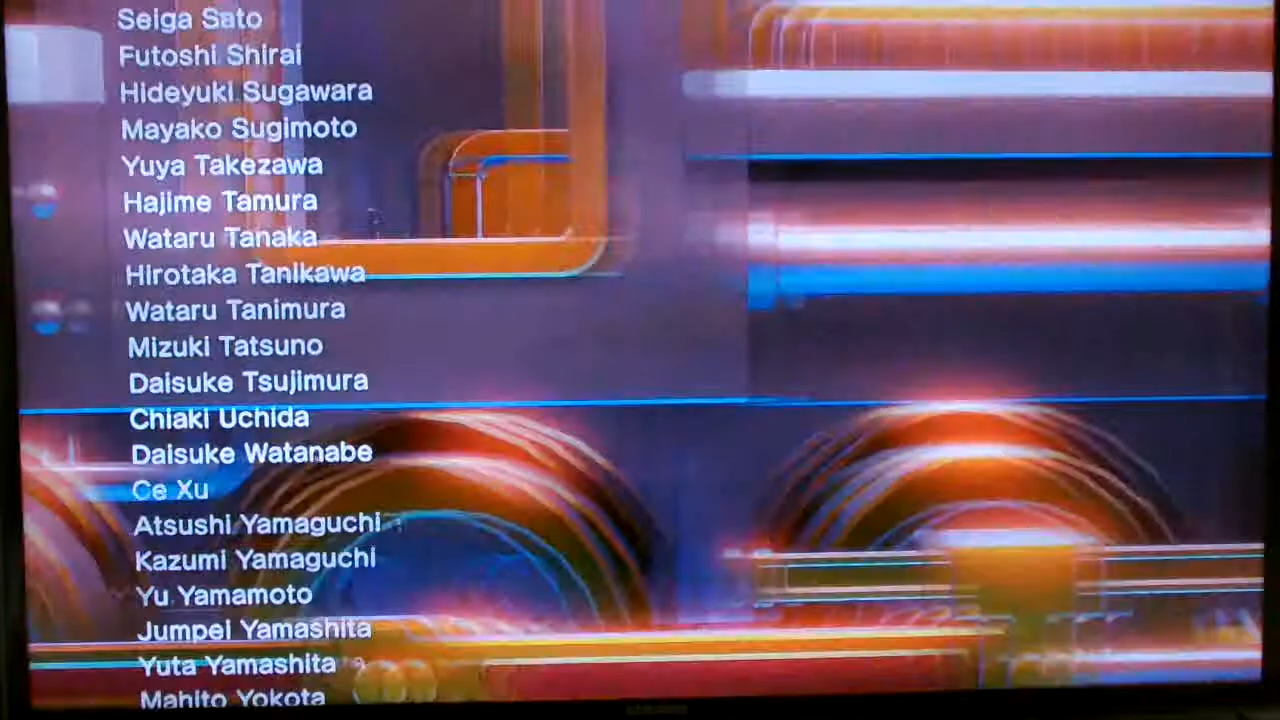 Seiga Sato
Futoshi Shirai
Hideyuki Sugawara
Mayako Sugimoto
Yuya Takezawa
Hajime Tamura
Wataru Tanaka
Hirotaka Tanikawa
Wataru Tanimura
Mizuki Tatsuno
Daisuke Tsujimura
Chiaki Uchida
Daisuke Watanabe
Ce Xu
Atsushi Yamaguchi
Kazumi Yamaguchi
Yu Yamamoto
Jumpei Yamashita
Yuta Yamashita
Mahito Yokota